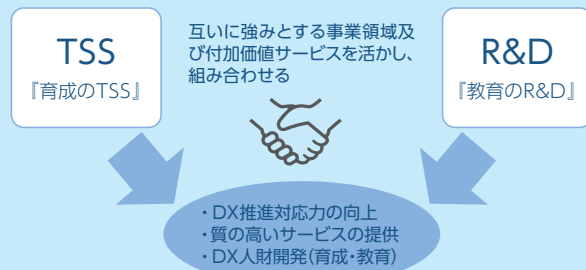 TSS
『育成のTSS』
互いに強みとする事業領域及
び付加価値サービスを活かし、
組み合わせる
R&D
『教育のR&D』
・DX推進対応力の向上
・質の高いサービスの提供
・DX人財開発(育成・教育)